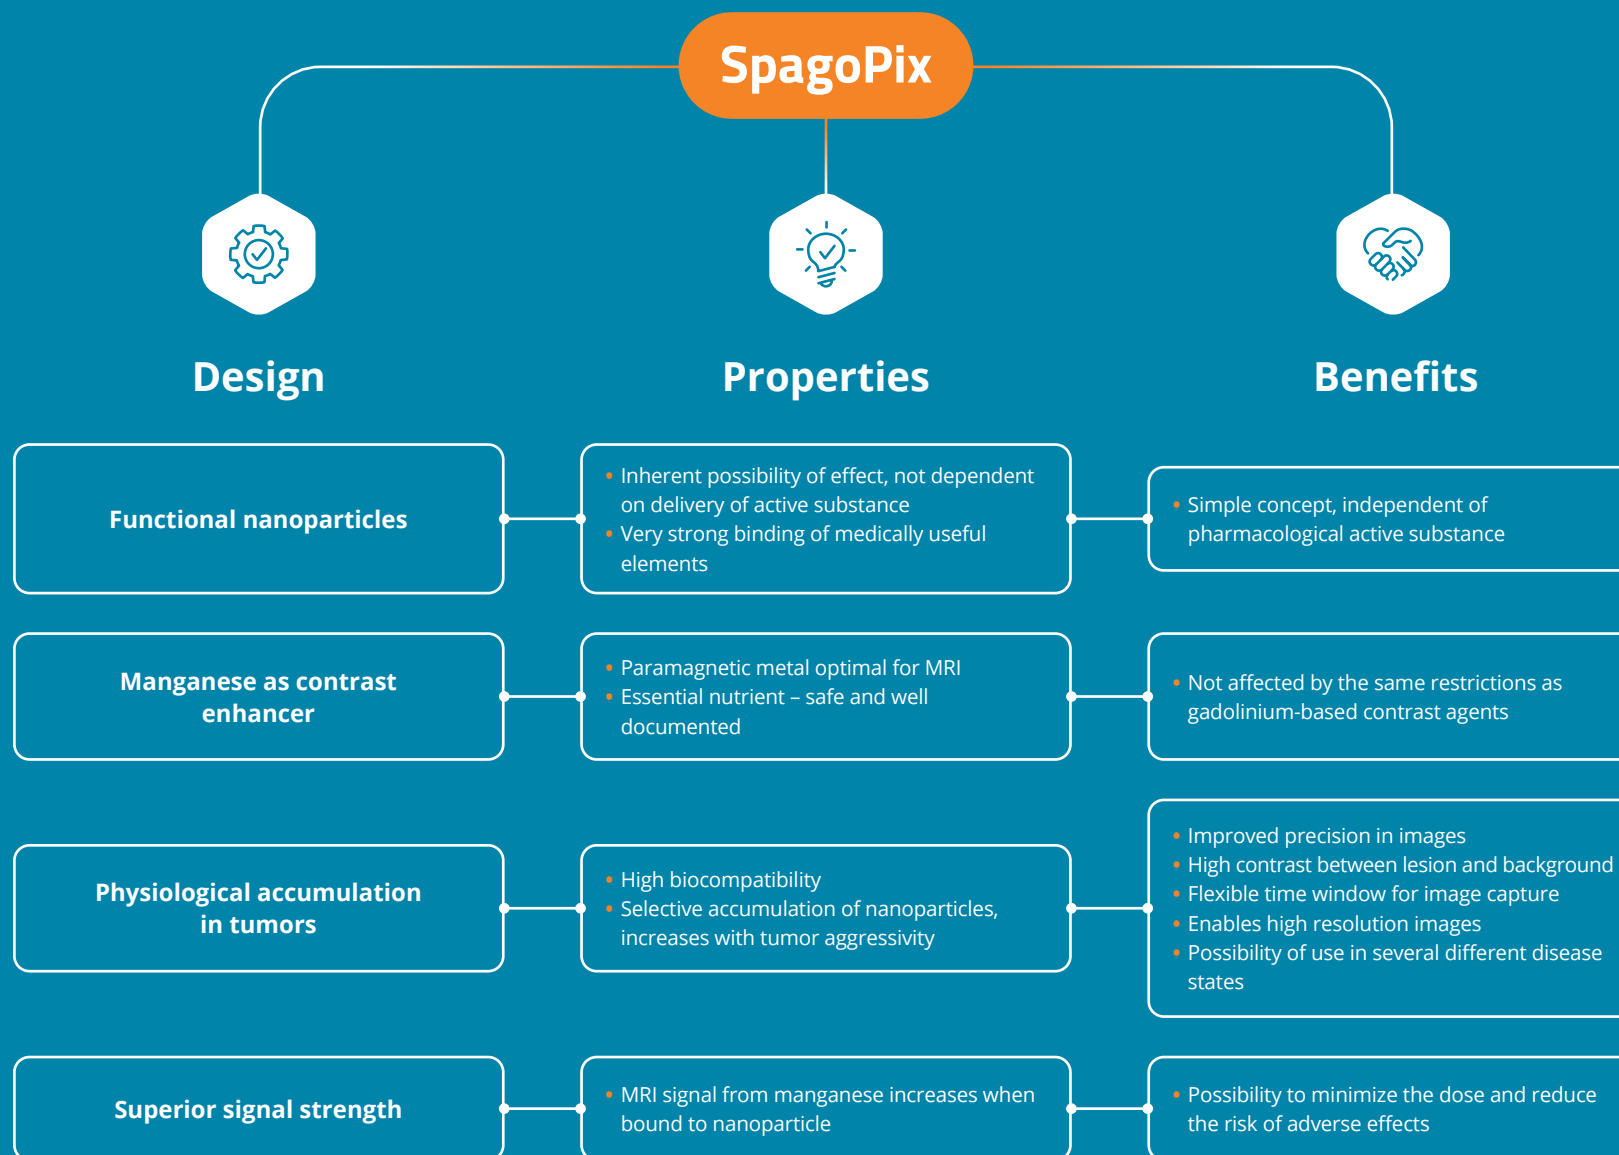 SpagoPix
Design
Properties
Benefits
Functional nanoparticles
• Inherent possibility of effect, not dependent
on delivery of active substance
• Very strong binding of medically useful
elements
• Simple concept, independent of
pharmacological active substance
Manganese as contrast
enhancer
• Paramagnetic metal optimal for MRI
• Essential nutrient – safe and well
documented
• Not affected by the same restrictions as
gadolinium-based contrast agents
Physiological accumulation
in tumors
• High biocompatibility
• Selective accumulation of nanoparticles,
increases with tumor aggressivity
• Improved precision in images
• High contrast between lesion and background
• Flexible time window for image capture
• Enables high resolution images
• Possibility of use in several different disease
states
Superior signal strength
• MRI signal from manganese increases when
bound to nanoparticle
• Possibility to minimize the dose and reduce
the risk of adverse effects